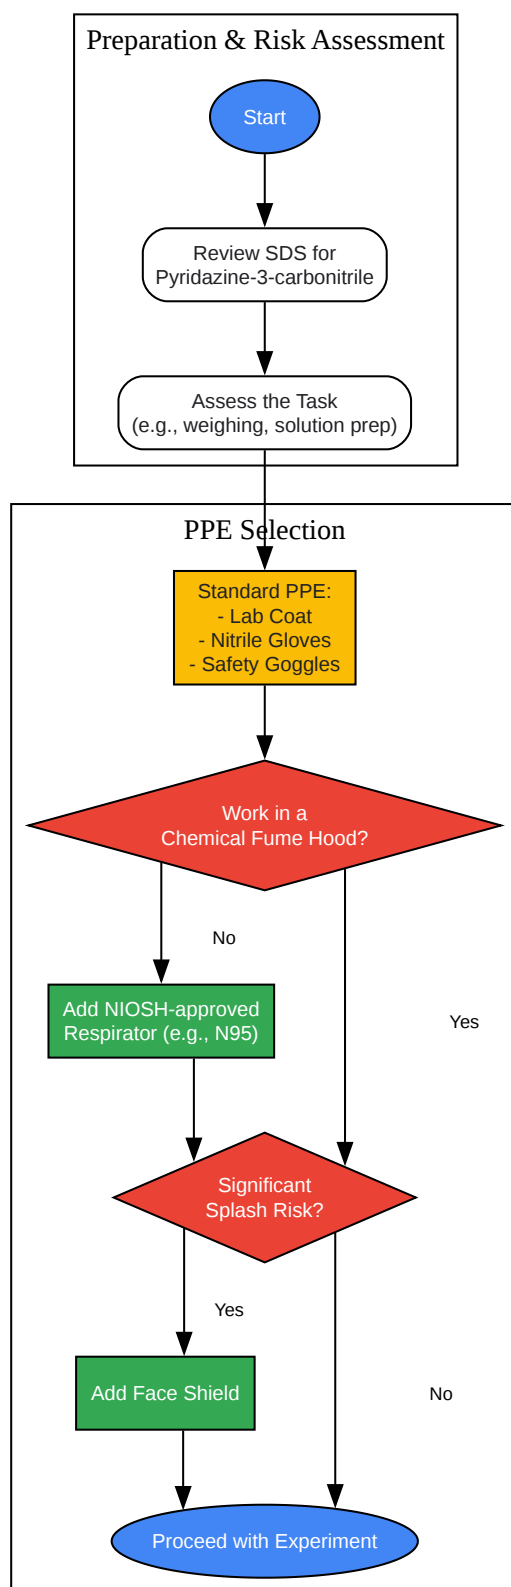 Preparation & Risk Assessment
Start
Review SDS for
Pyridazine-3-carbonitrile
Assess the Task
(e.g., weighing, solution prep)
PPE Selection
Standard PPE:
- Lab Coat
- Nitrile Gloves
- Safety Goggles
Work in a
Chemical Fume Hood?
No
Add NIOSH-approved
Respirator (e.g., N95)
Yes
Significant
Splash Risk?
Yes
Add Face Shield
No
Proceed with Experiment